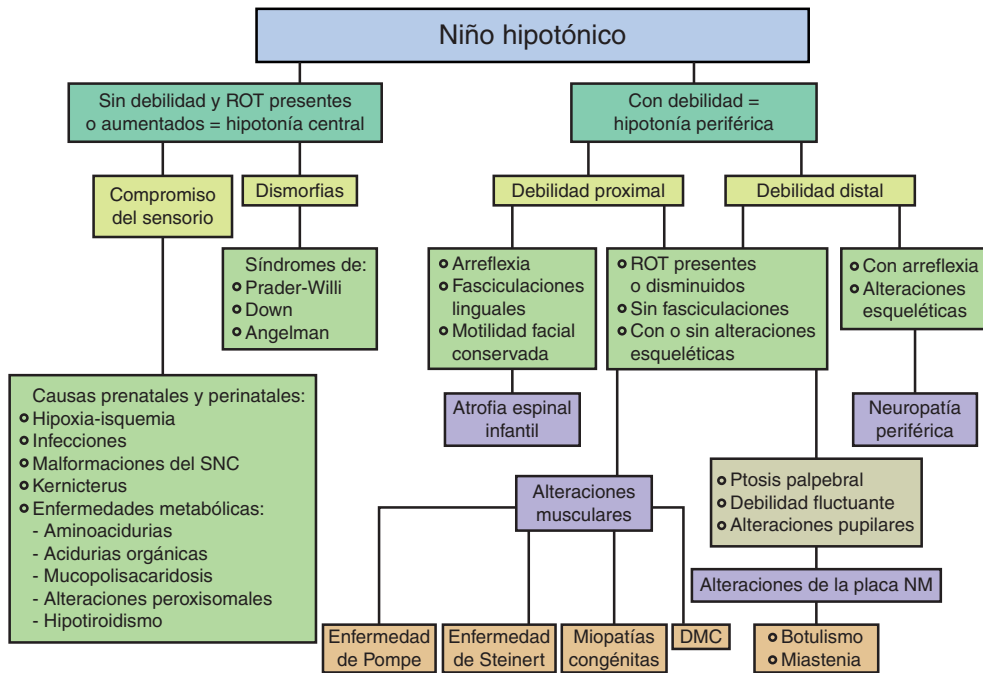 Niño hipotónico
Sin debilidad y ROT presentes
o aumentados = hipotonía central
Con debilidad =
hipotonía periférica
Compromiso
del sensorio
Dismorfias
Debilidad proximal
Debilidad distal
Síndromes de:
Prader-Willi
Down
Angelman
Arreflexia
Fasciculaciones
linguales
Motilidad facial
conservada
ROT presentes
o disminuidos
Sin fasciculaciones
Con o sin alteraciones
esqueléticas
Con arreflexia
Alteraciones
esqueléticas
Causas prenatales y perinatales:
Hipoxia-isquemia
Infecciones
Malformaciones del SNC
Kernicterus
Enfermedades metabólicas:
- Aminoacidurias
- Acidurias orgánicas
- Mucopolisacaridosis
- Alteraciones peroxisomales
- Hipotiroidismo
Atrofia espinal
infantil
Neuropatía
periférica
Alteraciones
musculares
Ptosis palpebral
Debilidad fluctuante
Alteraciones pupilares
Alteraciones de la placa NM
Enfermedad
de Pompe
Enfermedad
de Steinert
Miopatías
congénitas
DMC
Botulismo
Miastenia